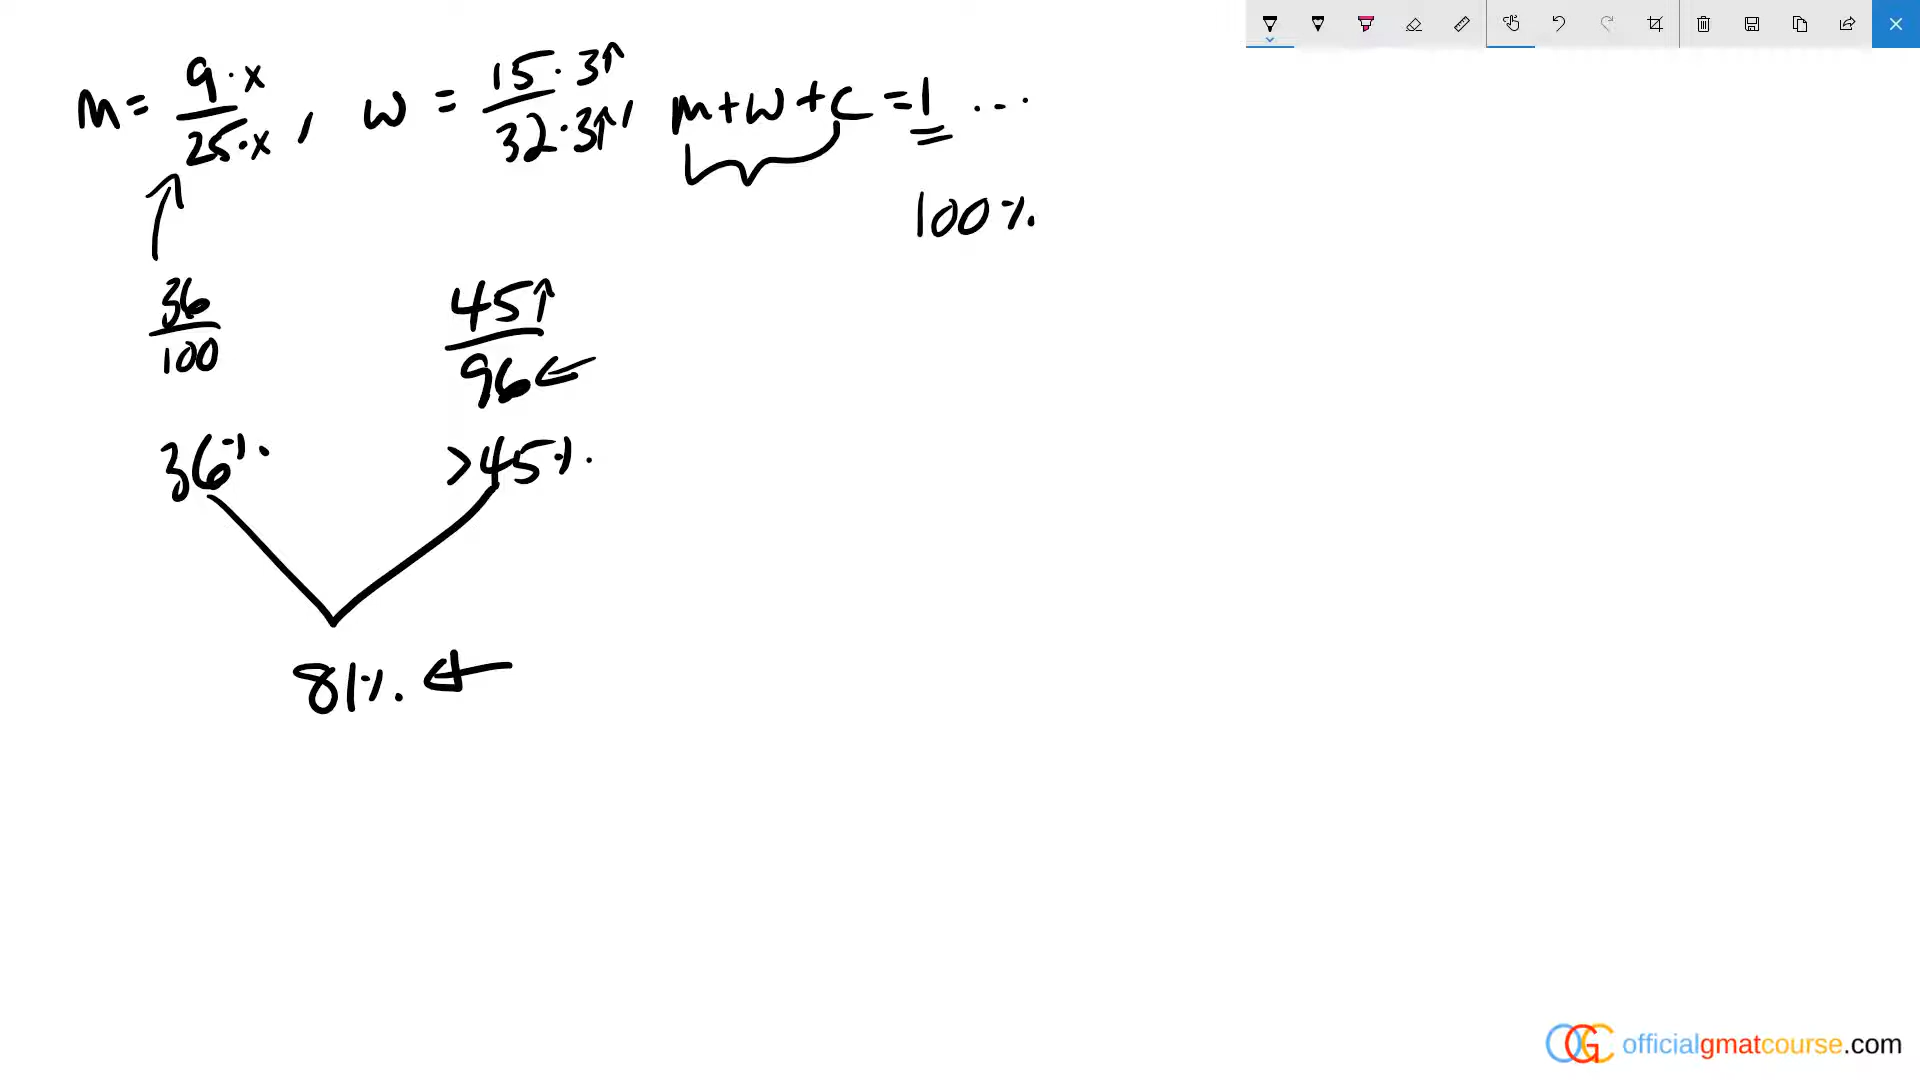 m = 9·x / 25·x , w = 15·3↑ / 32·3↑ , m+w+c = 1 ...
100%
36/100 45↑/96 ←
36% >45%
81% ←
officialgmatcourse.com